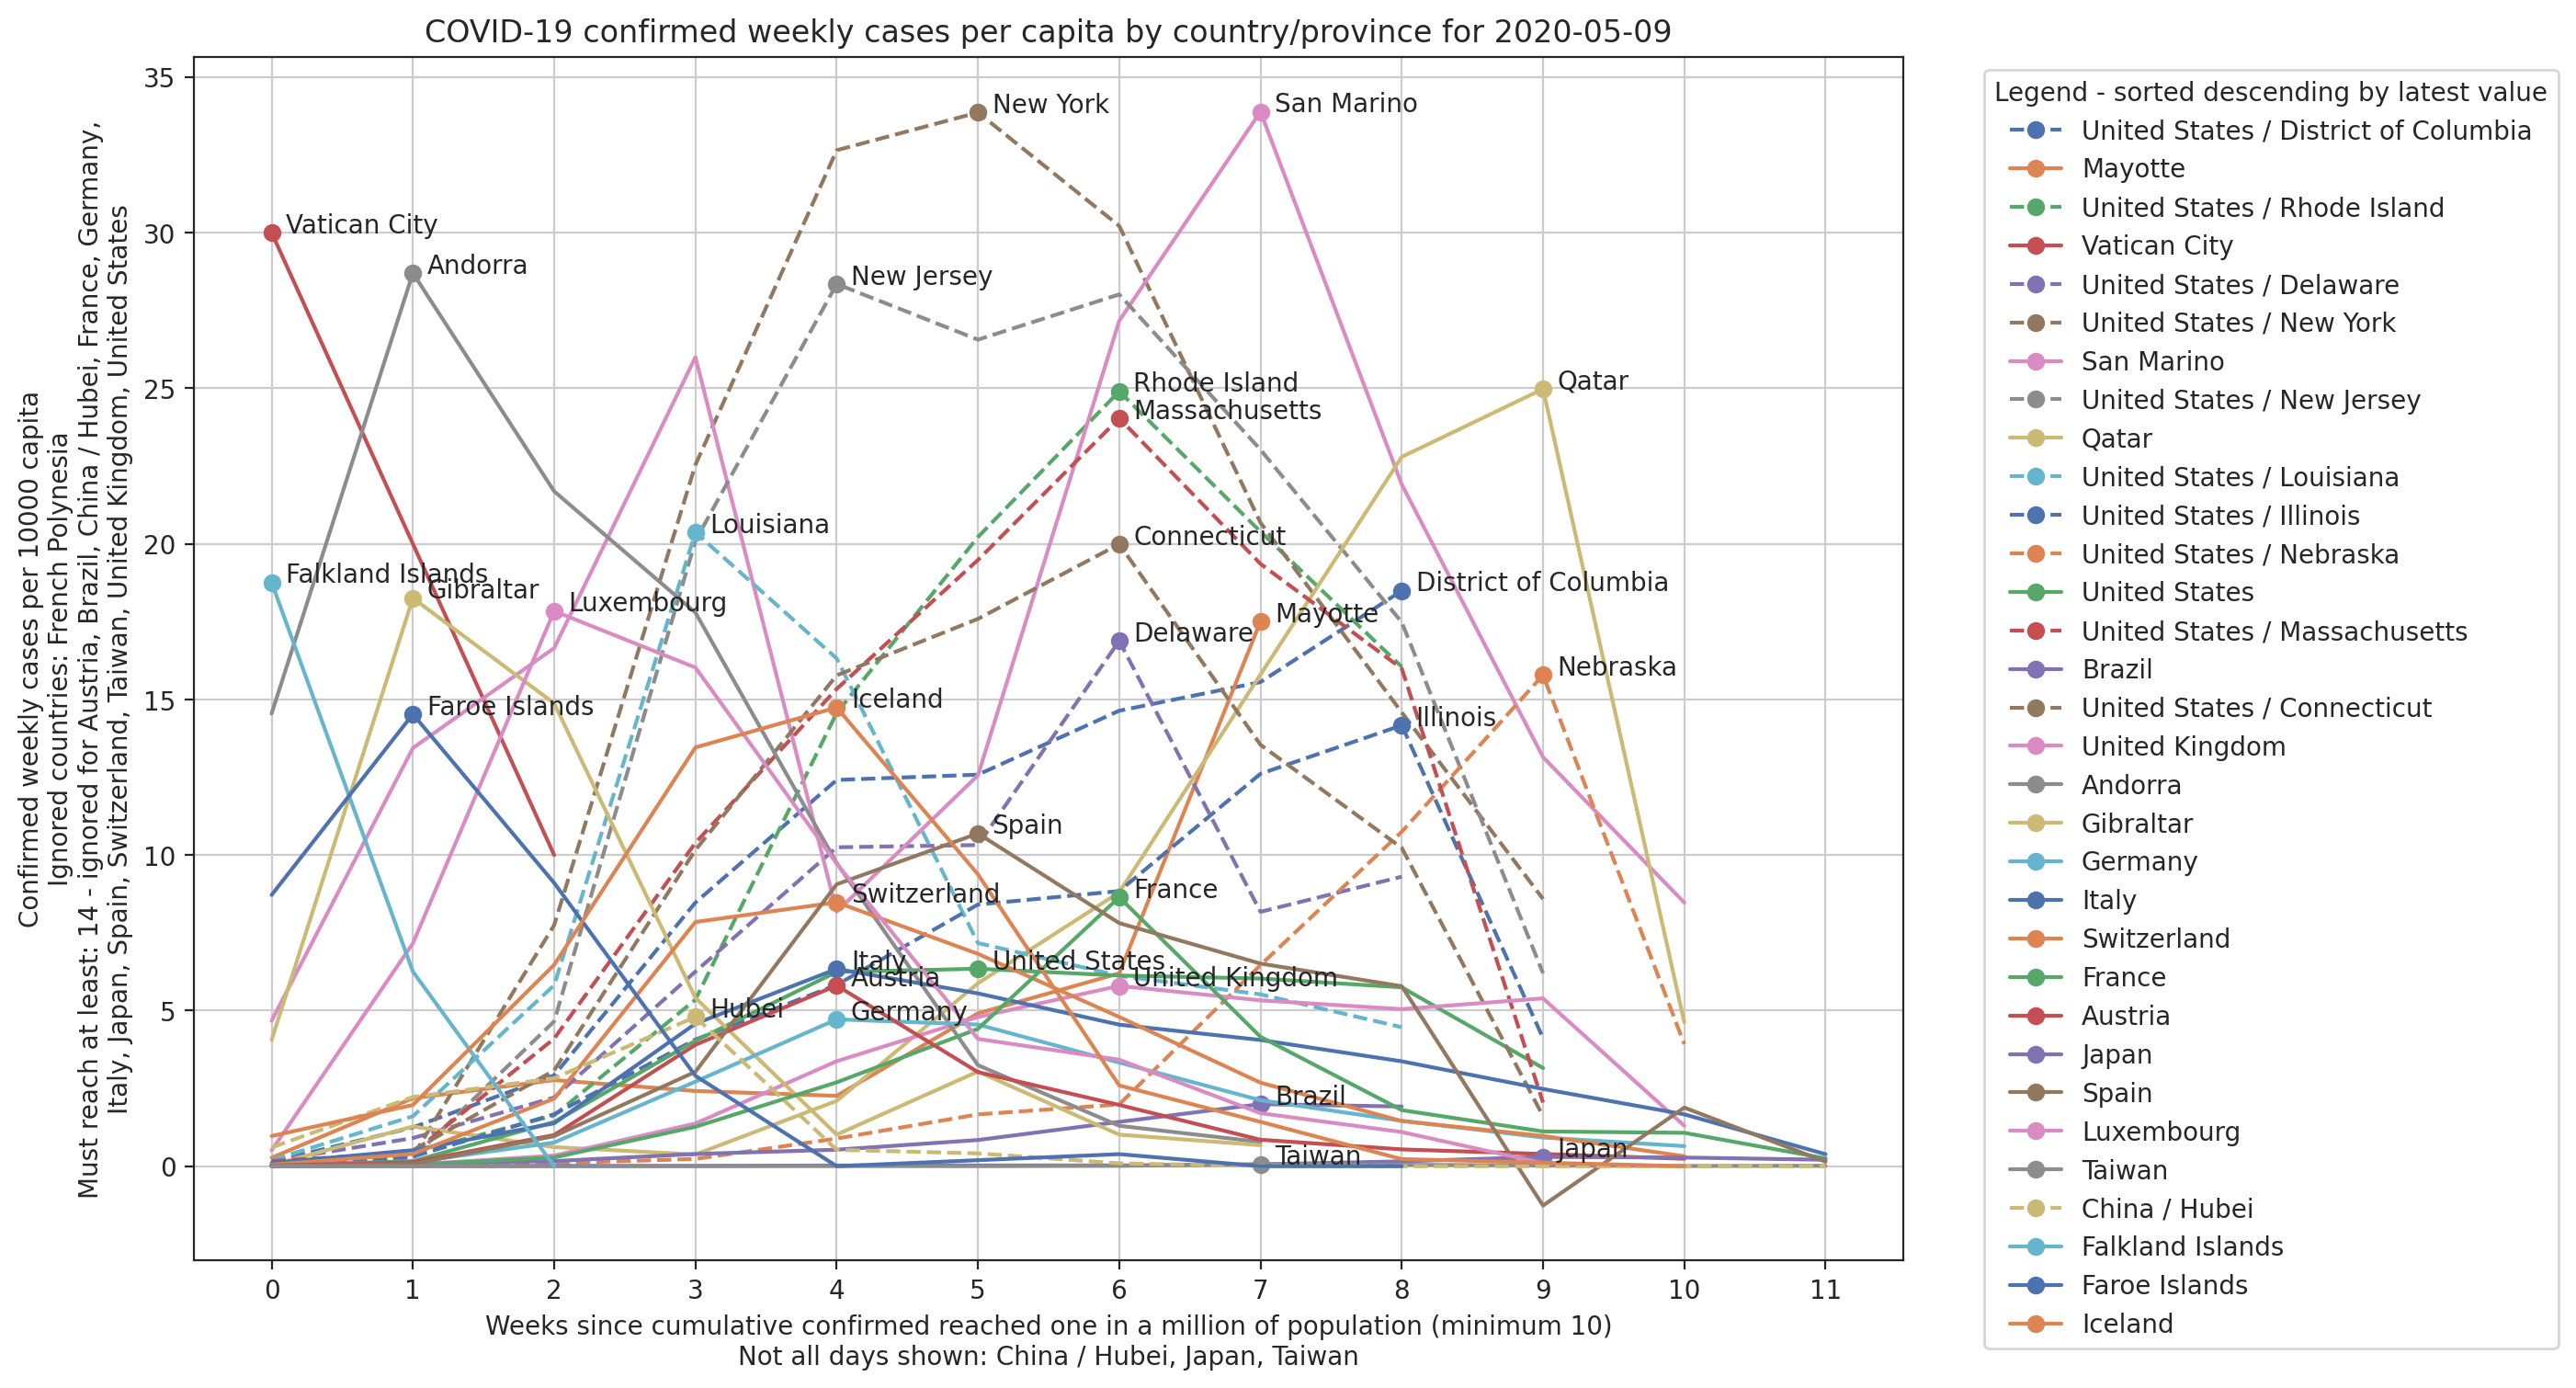 COVID-19 confirmed weekly cases per capita by country/province for 2020-05-09
Confirmed weekly cases per 10000 capita
Ignored countries: French Polynesia
Must reach at least: 14 - ignored for Austria, Brazil, China / Hubei, France, Germany,
Italy, Japan, Spain, Switzerland, Taiwan, United Kingdom, United States
35
30
25
20
15
10
5
0
New York
San Marino
Vatican City
Andorra
New Jersey
Rhode Island
Qatar
Massachusetts
Louisiana
Connecticut
Falkland Islands
Gibraltar
Luxembourg
District of Columbia
Mayotte
Delaware
Nebraska
Faroe Islands
Iceland
Illinois
Spain
Switzerland
France
Italy
United States
Austria
United Kingdom
Hubei
Germany
Brazil
Japan
Taiwan
0 1 2 3 4 5 6 7 8 9 10 11
Weeks since cumulative confirmed reached one in a million of population (minimum 10)
Not all days shown: China / Hubei, Japan, Taiwan
Legend - sorted descending by latest value
United States / District of Columbia
Mayotte
United States / Rhode Island
Vatican City
United States / Delaware
United States / New York
San Marino
United States / New Jersey
Qatar
United States / Louisiana
United States / Illinois
United States / Nebraska
United States
United States / Massachusetts
Brazil
United States / Connecticut
United Kingdom
Andorra
Gibraltar
Germany
Italy
Switzerland
France
Austria
Japan
Spain
Luxembourg
Taiwan
China / Hubei
Falkland Islands
Faroe Islands
Iceland